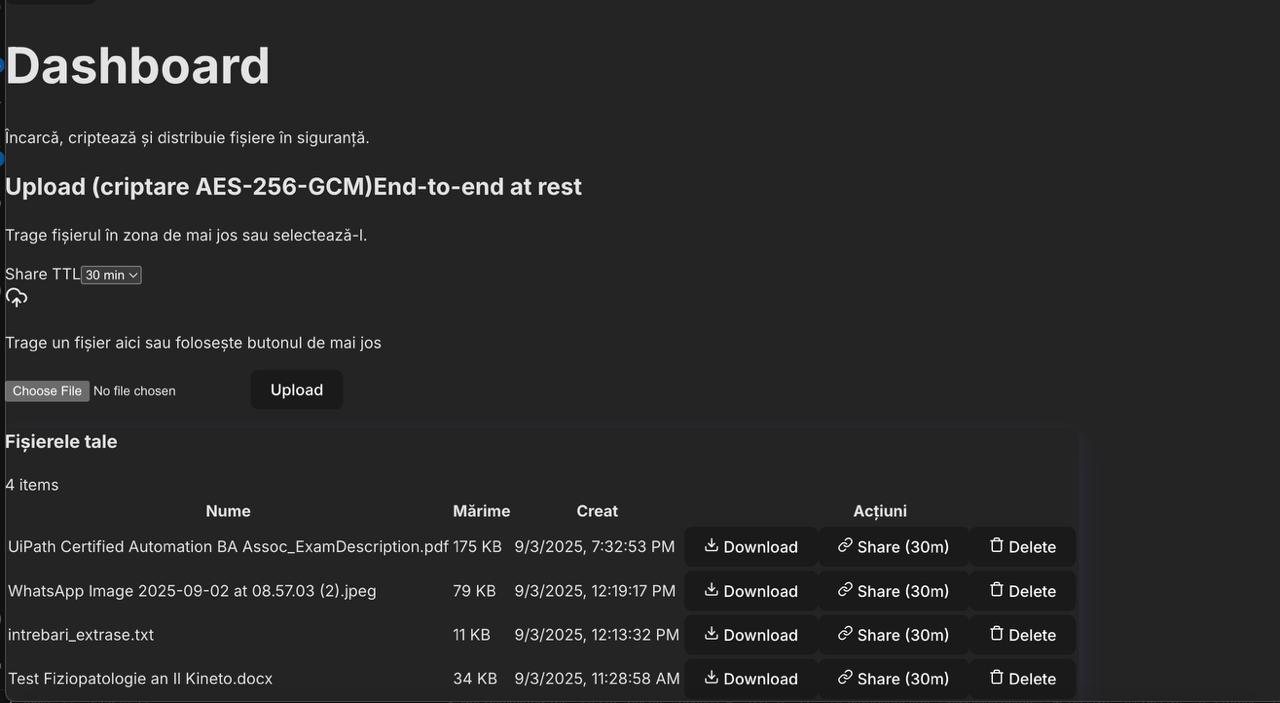 Dashboard
Încarcă, criptează și distribuie fișiere în siguranță.
Upload (criptare AES-256-GCM)End-to-end at rest
Trage fișierul în zona de mai jos sau selectează-l.
Share TTL 30 min
Trage un fișier aici sau folosește butonul de mai jos
Choose File No file chosen Upload
Fișierele tale
4 items
Nume Mărime Creat Acțiuni
UiPath Certified Automation BA Assoc_ExamDescription.pdf 175 KB 9/3/2025, 7:32:53 PM Download Share (30m) Delete
WhatsApp Image 2025-09-02 at 08.57.03 (2).jpeg 79 KB 9/3/2025, 12:19:17 PM Download Share (30m) Delete
intrebari_extrase.txt 11 KB 9/3/2025, 12:13:32 PM Download Share (30m) Delete
Test Fiziopatologie an II Kineto.docx 34 KB 9/3/2025, 11:28:58 AM Download Share (30m) Delete